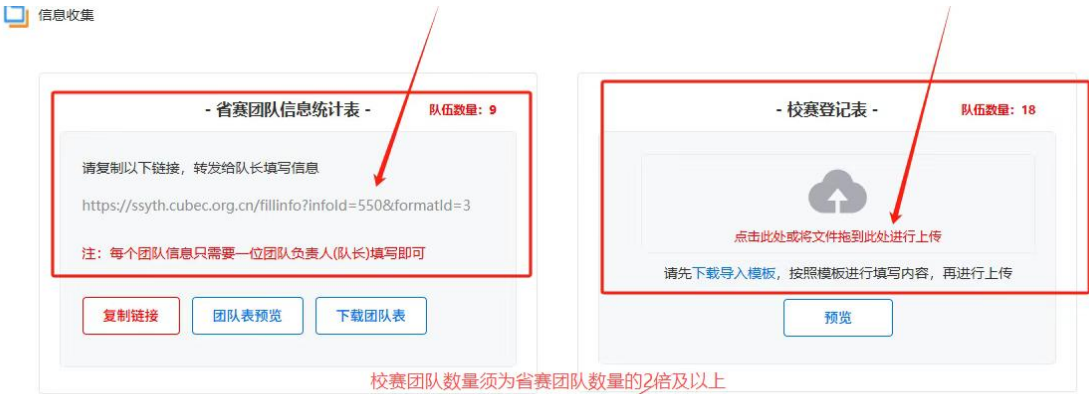 信息收集
- 省赛团队信息统计表 -
队伍数量：9
请复制以下链接，转发给队长填写信息
https://ssyth.cubec.org.cn/fillinfo?infoId=550&formatId=3
注：每个团队信息只需要一位团队负责人(队长)填写即可
复制链接
团队表预览
下载团队表
- 校赛登记表 -
队伍数量：18
点击此处或将文件拖到此处进行上传
请先下载导入模板，按照模板进行填写内容，再进行上传
预览
校赛团队数量须为省赛团队数量的2倍及以上